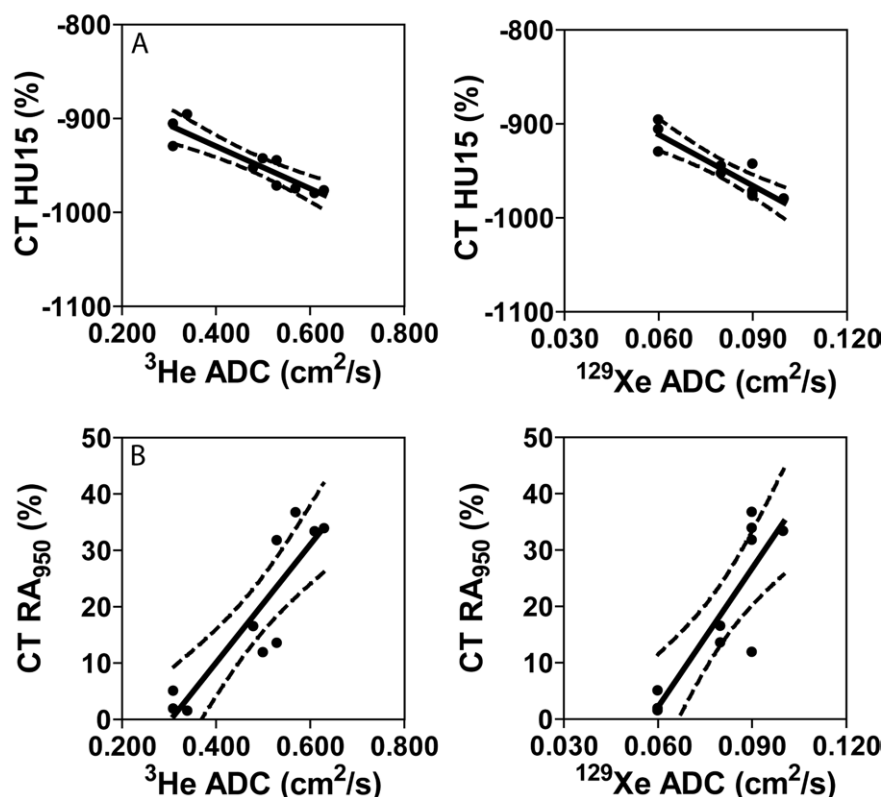 A
CT HU15 (%)
-800
-900
-1000
-1100
0.200 0.400 0.600 0.800
³He ADC (cm²/s)
CT HU15 (%)
-800
-900
-1000
-1100
0.030 0.060 0.090 0.120
¹²⁹Xe ADC (cm²/s)
B
CT RA₉₅₀ (%)
50
40
30
20
10
0
0.200 0.400 0.600 0.800
³He ADC (cm²/s)
CT RA₉₅₀ (%)
50
40
30
20
10
0
0.030 0.060 0.090 0.120
¹²⁹Xe ADC (cm²/s)